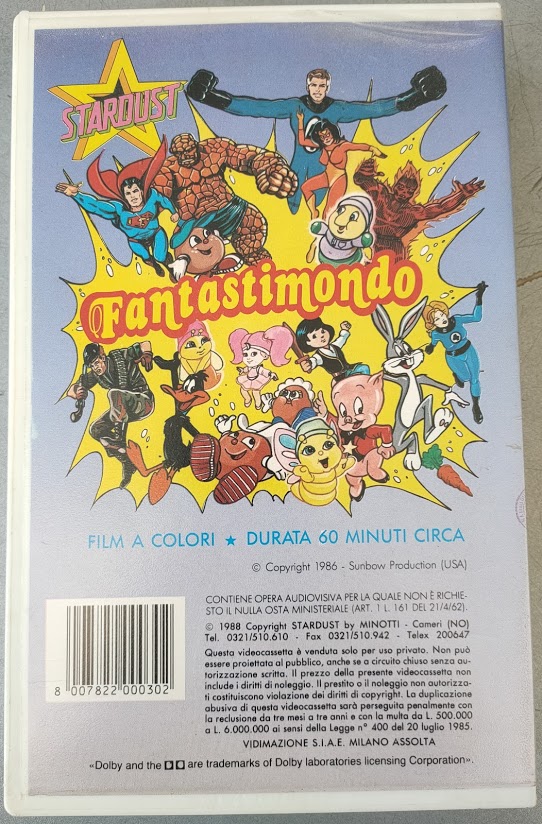 STARDUST
Fantastimondo
FILM A COLORI ★ DURATA 60 MINUTI CIRCA
© Copyright 1986 - Sunbow Production (USA)
CONTIENE OPERA AUDIOVISIVA PER LA QUALE NON È RICHIE-
STO IL NULLA OSTA MINISTERIALE (ART. 1 L. 161 DEL 21/4/62).
© 1988 Copyright STARDUST by MINOTTI - Cameri (NO)
Tel. 0321/510.610 - Fax 0321/510.942 - Telex 200647
Questa videocassetta è venduta solo per uso privato. Non può
essere proiettata al pubblico, anche se a circuito chiuso senza au-
torizzazione scritta. Il prezzo della presente videocassetta non
include i diritti di noleggio. Il prestito o il noleggio non autorizza-
ti costituiscono violazione dei diritti di copyright. La duplicazione
abusiva di questa videocassetta sarà perseguita penalmente con
la reclusione da tre mesi a tre anni e con la multa da L. 500.000
a L. 6.000.000 ai sensi della Legge n° 400 del 20 luglio 1985.
VIDIMAZIONE S.I.A.E. MILANO ASSOLTA
8 007822 000302
«Dolby and the are trademarks of Dolby laboratories licensing Corporation».